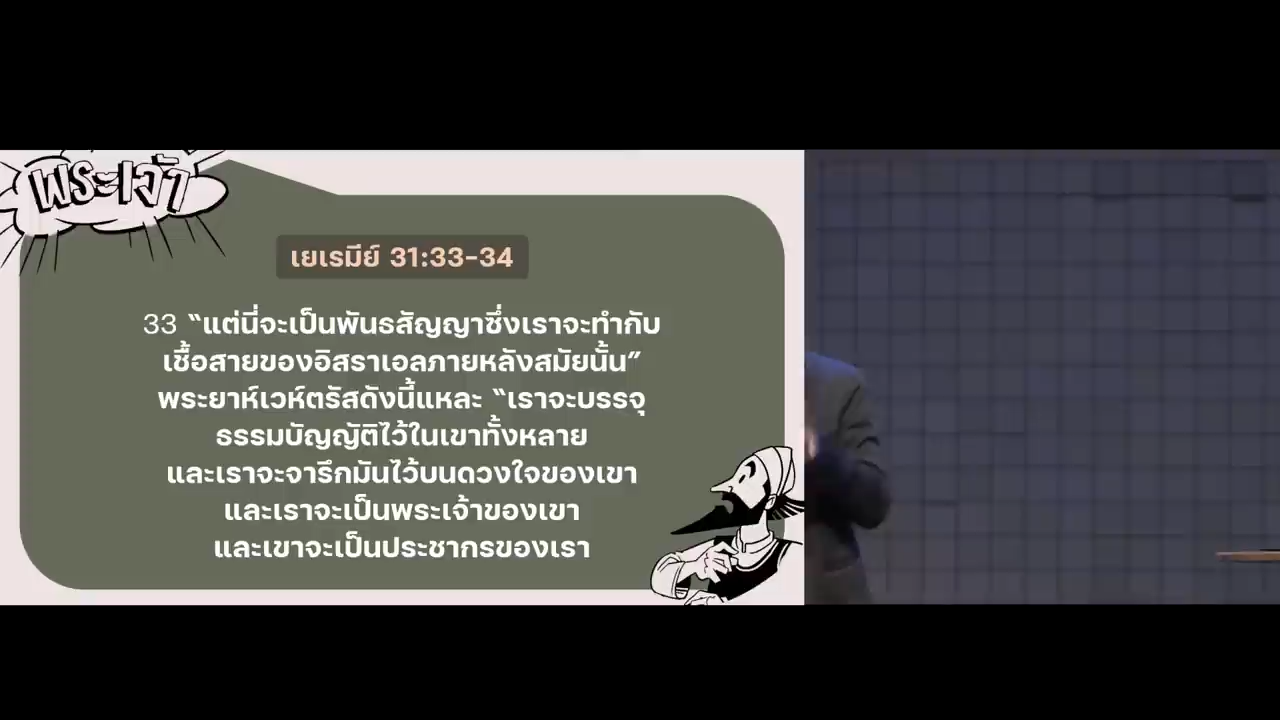 พระเจ้า
เยเรมีย์ 31:33-34
33 “แต่นี่จะเป็นพันธสัญญาซึ่งเราจะทำกับ
เชื้อสายของอิสราเอลภายหลังสมัยนั้น”
พระยาห์เวห์ตรัสดังนี้แหละ “เราจะบรรจุ
ธรรมบัญญัติไว้ในเขาทั้งหลาย
และเราจะจารึกมันไว้บนดวงใจของเขา
และเราจะเป็นพระเจ้าของเขา
และเขาจะเป็นประชากรของเรา